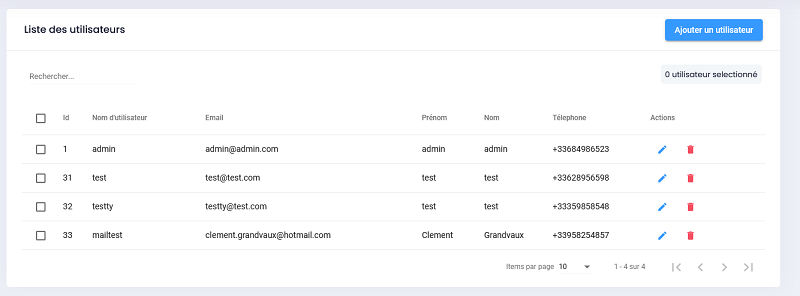 Liste des utilisateurs
Ajouter un utilisateur
Rechercher...
0 utilisateur selectionné
Id Nom d'utilisateur Email Prénom Nom Télephone Actions
1 admin admin@admin.com admin admin +33684986523
31 test test@test.com test test +33628956598
32 testty testty@test.com test test +33359858548
33 mailtest clement.grandvaux@hotmail.com Clement Grandvaux +33958254857
Items par page 10 1 - 4 sur 4